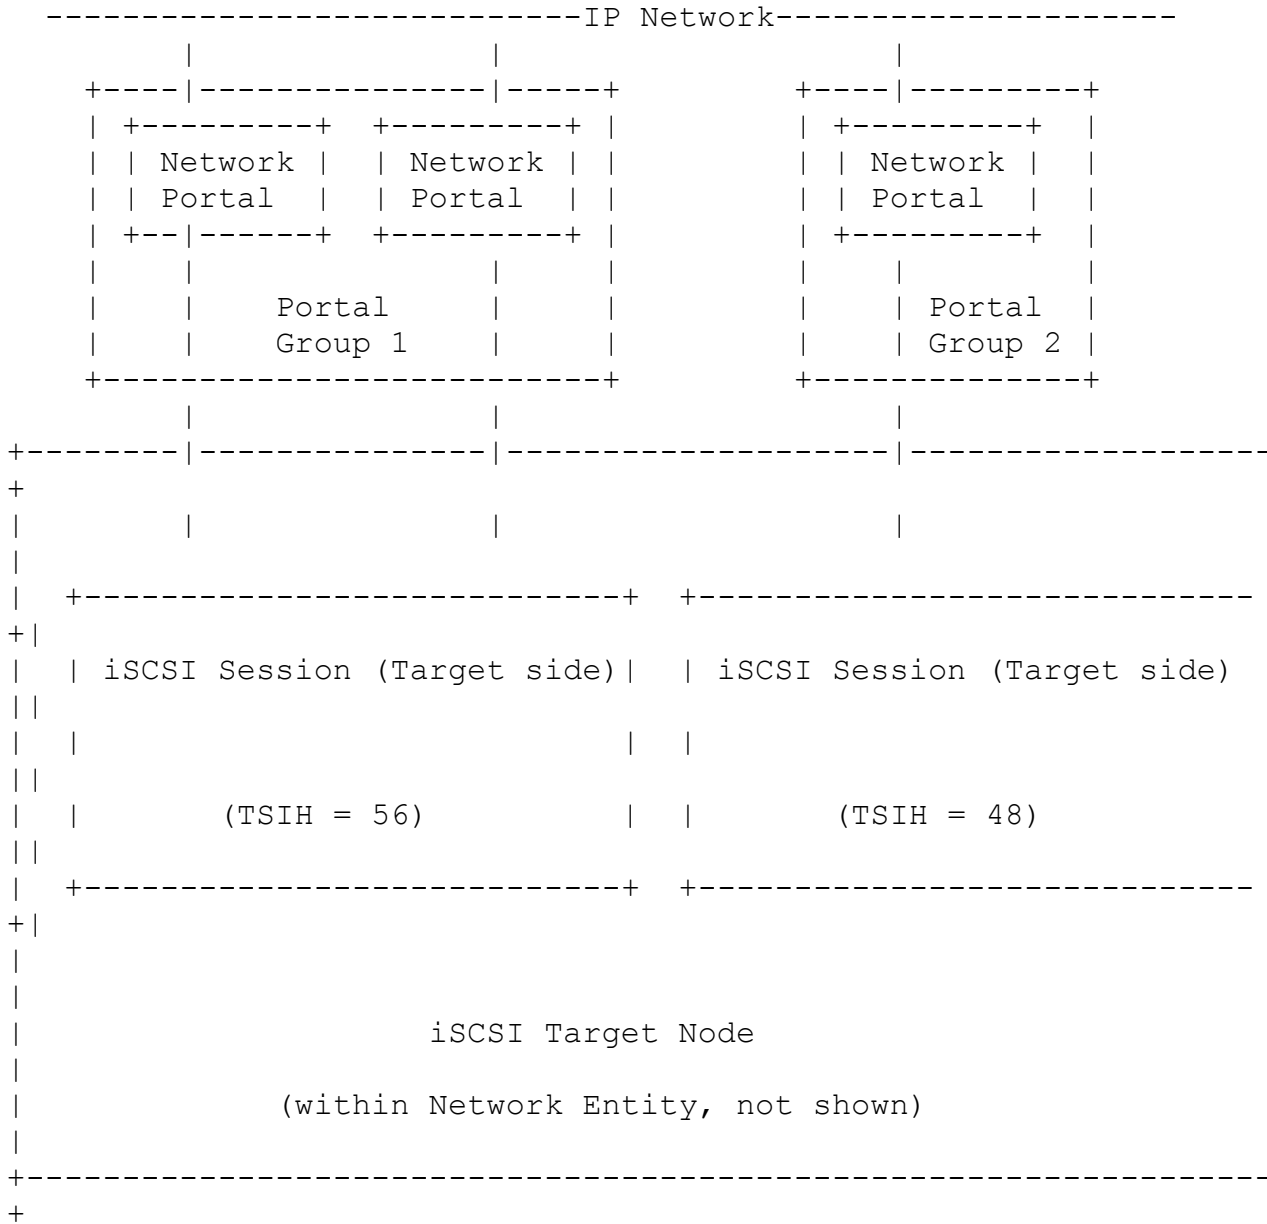 ----------------------------IP Network---------------------
| | |
+----|---------------|-----+ +----|---------+
| +---------+ +---------+ | | +---------+ |
| | Network | | Network | | | | Network | |
| | Portal | | Portal | | | | Portal | |
| +--|------+ +---------+ | | +---------+ |
| | | | | | |
| | Portal | | | | Portal |
| | Group 1 | | | | Group 2 |
+--------------------------+ +--------------+
| | |
+--------|---------------|--------------------|-------------------
+
| | | |
|
| +----------------------------+ +-----------------------------
+|
| | iSCSI Session (Target side)| | iSCSI Session (Target side)
||
| | | |
||
| | (TSIH = 56) | | (TSIH = 48)
||
| +----------------------------+ +-----------------------------
+|
|
|
| iSCSI Target Node
|
| (within Network Entity, not shown)
|
+-----------------------------------------------------------------
+